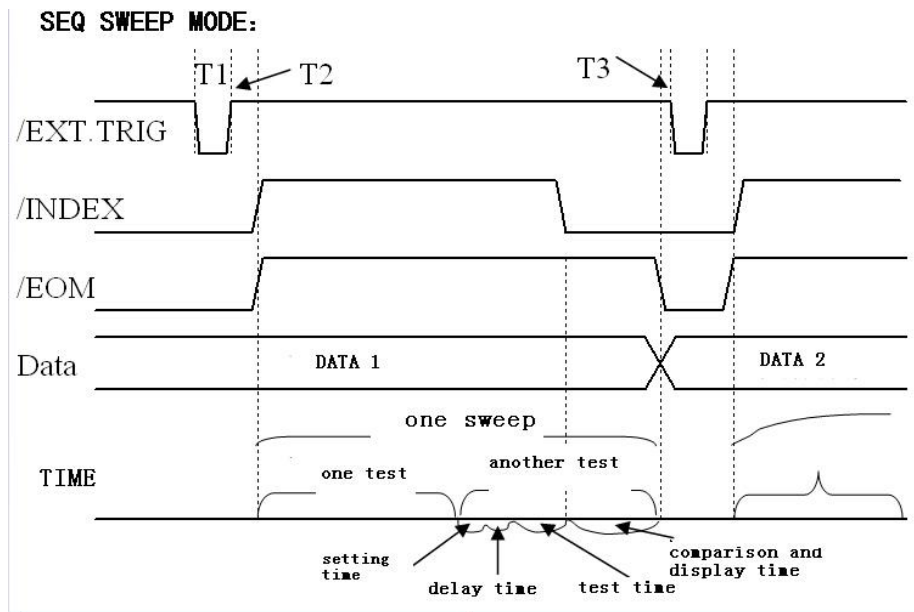 SEQ SWEEP MODE:
T1
T2
T3
/EXT.TRIG
/INDEX
/EOM
Data
DATA 1
DATA 2
one sweep
one test
another test
TIME
setting
time
delay time
test time
comparison and
display time